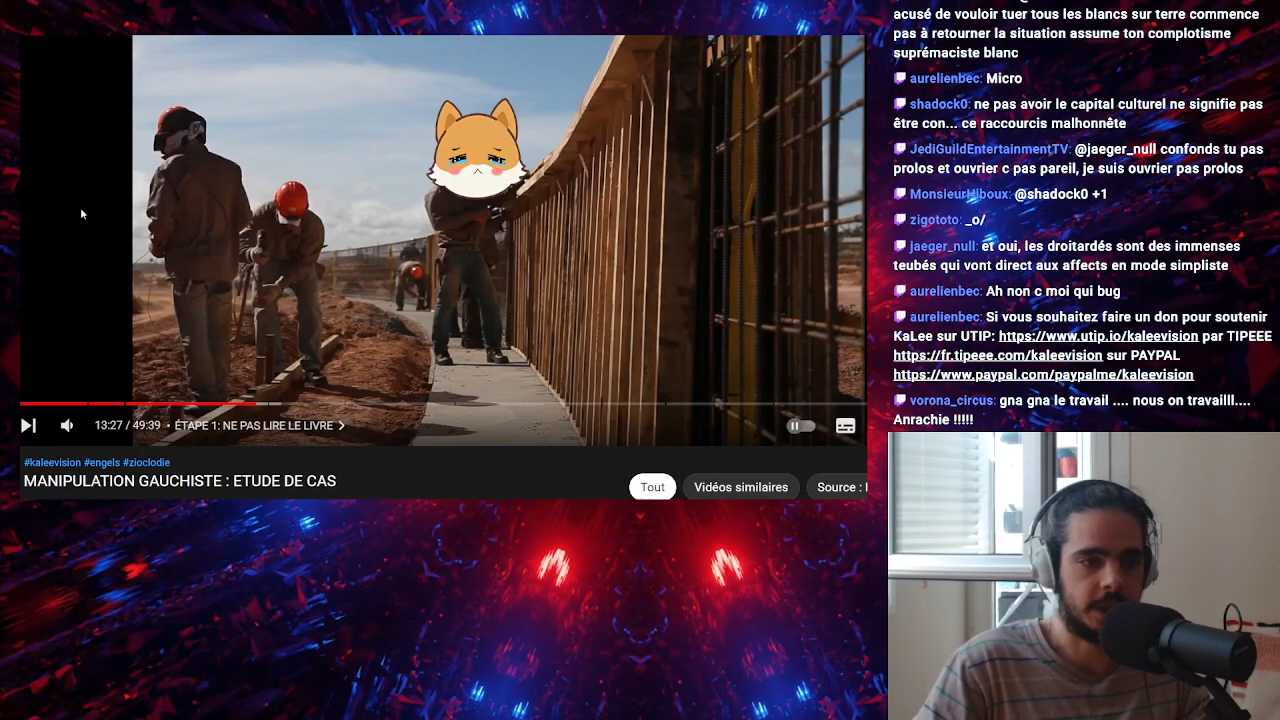 13:27 / 49:39 • ÉTAPE 1: NE PAS LIRE LE LIVRE
#kaleevision #engels #zioclodie
MANIPULATION GAUCHISTE : ETUDE DE CAS
Tout
Vidéos similaires
Source :
acusé de vouloir tuer tous les blancs sur terre commence
pas à retourner la situation assume ton complotisme
suprémaciste blanc
aurelienbec: Micro
shadock0: ne pas avoir le capital culturel ne signifie pas
être con... ce raccourcis malhonnête
JediGuildEntertainmentTV: @jaeger_null confonds tu pas
prolos et ouvrier c pas pareil, je suis ouvrier pas prolos
MonsieurHiboux: @shadock0 +1
zigototo: _o/
jaeger_null: et oui, les droitardés sont des immenses
teubés qui vont direct aux affects en mode simpliste
aurelienbec: Ah non c moi qui bug
aurelienbec: Si vous souhaitez faire un don pour soutenir
KaLee sur UTIP: https://www.utip.io/kaleevision par TIPEEE
https://fr.tipeee.com/kaleevision sur PAYPAL
https://www.paypal.com/paypalme/kaleevision
vorona_circus: gna gna le travail .... nous on travailll....
Anrachie !!!!!